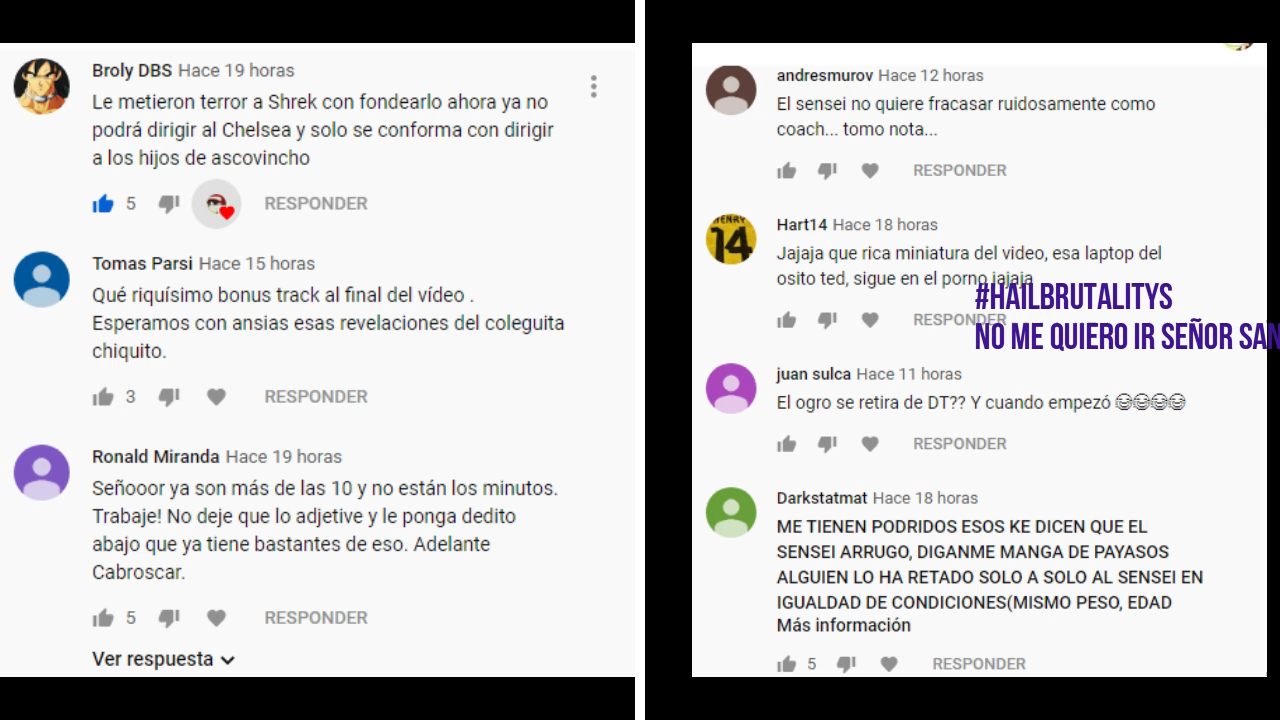 Broly DBS Hace 19 horas
Le metieron terror a Shrek con fondearlo ahora ya no
podrá dirigir al Chelsea y solo se conforma con dirigir
a los hijos de ascovincho
5 RESPONDER
Tomas Parsi Hace 15 horas
Qué riquísimo bonus track al final del vídeo .
Esperamos con ansias esas revelaciones del coleguita
chiquito.
3 RESPONDER
Ronald Miranda Hace 19 horas
Señooor ya son más de las 10 y no están los minutos.
Trabaje! No deje que lo adjetive y le ponga dedito
abajo que ya tiene bastantes de eso. Adelante
Cabroscar.
5 RESPONDER
Ver respuesta
andresmurov Hace 12 horas
El sensei no quiere fracasar ruidosamente como
coach... tomo nota...
RESPONDER
HENRY
14
Hart14 Hace 18 horas
Jajaja que rica miniatura del video, esa laptop del
osito ted, sigue en el porno jajaja
RESPONDER
#HAILBRUTALITYS
NO ME QUIERO IR SEÑOR SAN
juan sulca Hace 11 horas
El ogro se retira de DT?? Y cuando empezó 😂😂😂😂
RESPONDER
Darkstatmat Hace 18 horas
ME TIENEN PODRIDOS ESOS KE DICEN QUE EL
SENSEI ARRUGO, DIGANME MANGA DE PAYASOS
ALGUIEN LO HA RETADO SOLO A SOLO AL SENSEI EN
IGUALDAD DE CONDICIONES(MISMO PESO, EDAD
Más información
5 RESPONDER